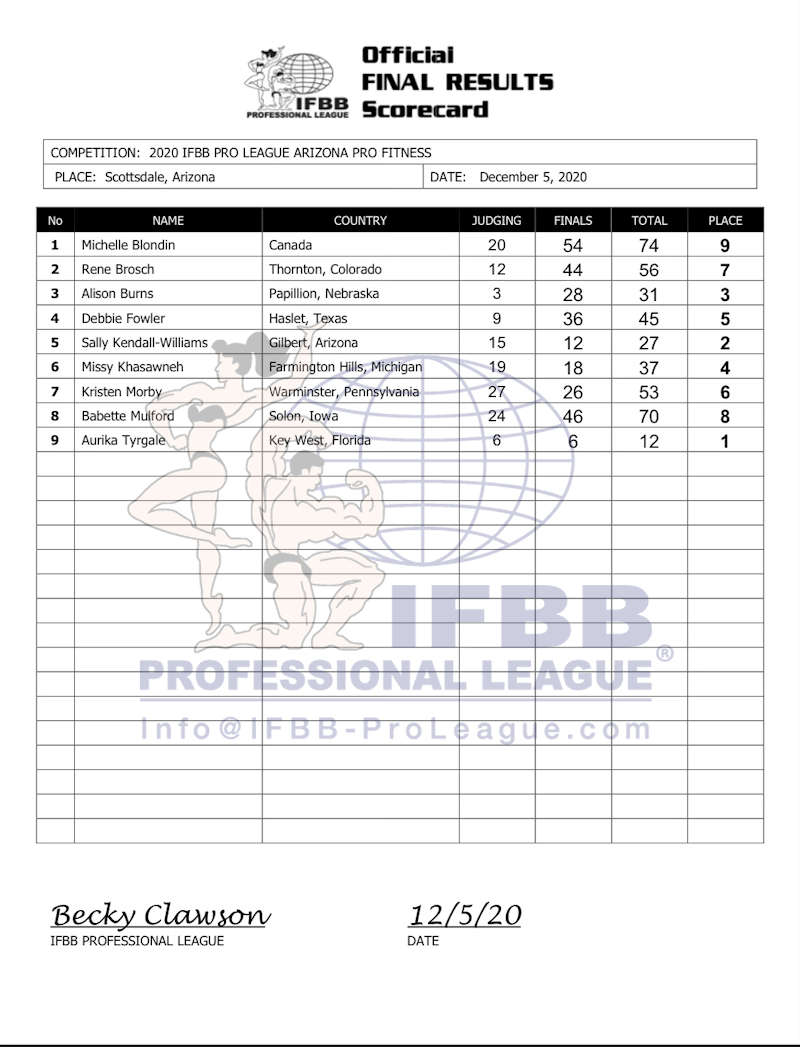 Official
FINAL RESULTS
Scorecard
IFBB
PROFESSIONAL LEAGUE
COMPETITION: 2020 IFBB PRO LEAGUE ARIZONA PRO FITNESS
PLACE: Scottsdale, Arizona DATE: December 5, 2020
No NAME COUNTRY JUDGING FINALS TOTAL PLACE
1 Michelle Blondin Canada 20 54 74 9
2 Rene Brosch Thornton, Colorado 12 44 56 7
3 Alison Burns Papillion, Nebraska 3 28 31 3
4 Debbie Fowler Haslet, Texas 9 36 45 5
5 Sally Kendall-Williams Gilbert, Arizona 15 12 27 2
6 Missy Khasawneh Farmington Hills, Michigan 19 18 37 4
7 Kristen Morby Warminster, Pennsylvania 27 26 53 6
8 Babette Mulford Solon, Iowa 24 46 70 8
9 Aurika Tyrgale Key West, Florida 6 6 12 1
IFBB
PROFESSIONAL LEAGUE ®
Info@IFBB-ProLeague.com
Becky Clawson 12/5/20
IFBB PROFESSIONAL LEAGUE DATE